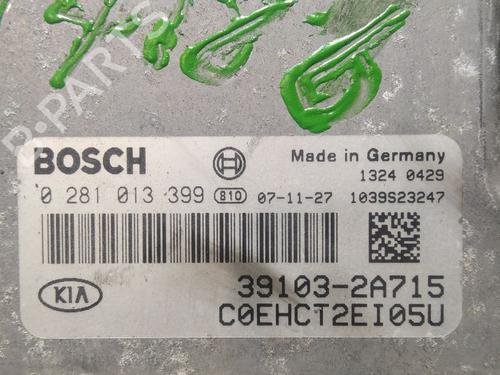 B-PARTS
BOSCH
Made in Germany
1324 0429
0 281 013 399 810 07-11-27 1039S23247
KIA
39103-2A715
C0EHCT2EI05U